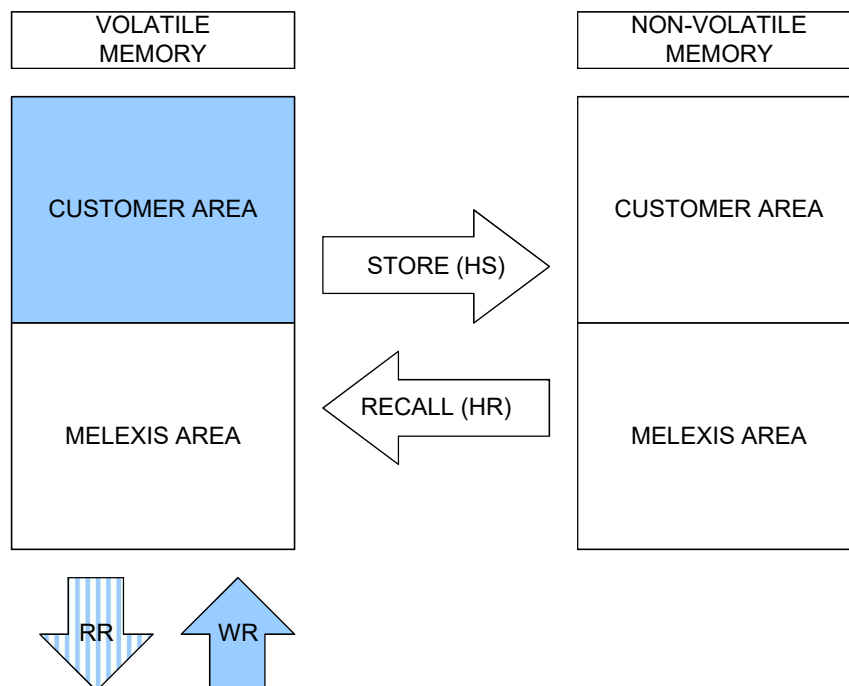 VOLATILE
MEMORY
NON-VOLATILE
MEMORY
CUSTOMER AREA
CUSTOMER AREA
STORE (HS)
RECALL (HR)
MELEXIS AREA
MELEXIS AREA
RR
WR